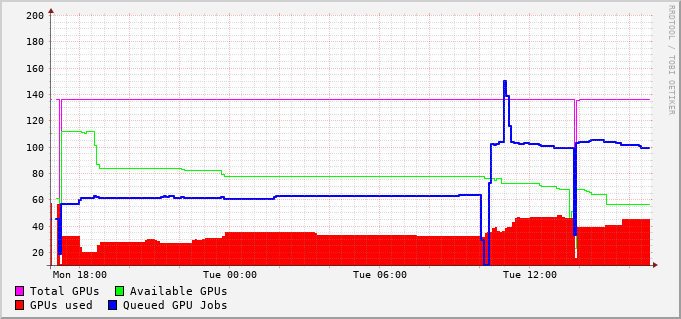 200
180
160
140
120
100
80
60
40
20
Mon 18:00 Tue 00:00 Tue 06:00 Tue 12:00
Total GPUs Available GPUs
GPUs used Queued GPU Jobs
RRDTOOL / TOBI OETIKER